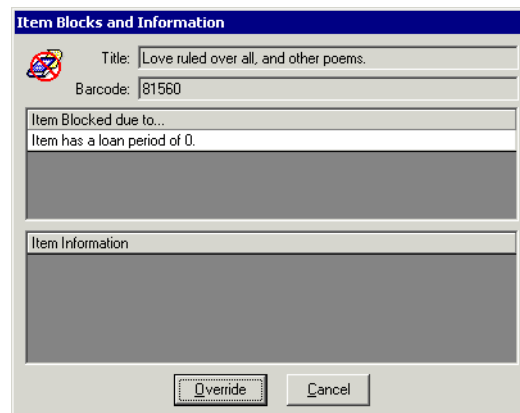 Item Blocks and Information
Title: Love ruled over all, and other poems.
Barcode: 81560
Item Blocked due to...
Item has a loan period of 0.
Item Information
Override Cancel